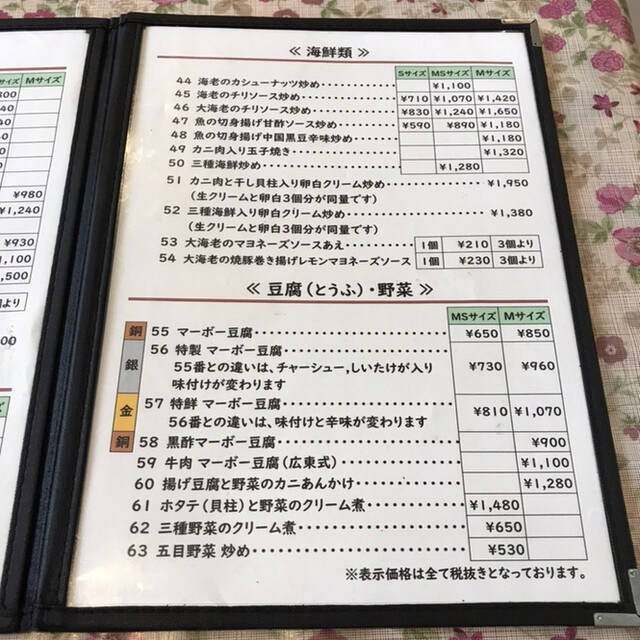 サイズ Mサイズ
¥980
¥1,240
¥930
1,100
,500
個より
≪ 海鮮類 ≫
Sサイズ MSサイズ Mサイズ
44 海老のカシューナッツ炒め ¥1,100
45 海老のチリソース炒め ¥710 ¥1,070 ¥1,420
46 大海老のチリソース炒め ¥830 ¥1,240 ¥1,650
47 魚の切身揚げ甘酢ソース炒め ¥590 ¥890 ¥1,180
48 魚の切身揚げ中国黒豆辛味炒め ¥1,180
49 カニ肉入り玉子焼き ¥1,320
50 三種海鮮炒め ¥1,280
51 カニ肉と干し貝柱入り卵白クリーム炒め ¥1,950
(生クリームと卵白3個分が同量です)
52 三種海鮮入り卵白クリーム炒め ¥1,380
(生クリームと卵白3個分が同量です)
53 大海老のマヨネーズソースあえ 1個 ¥210 3個より
54 大海老の焼豚巻き揚げレモンマヨネーズソース 1個 ¥230 3個より
≪ 豆腐(とうふ)・野菜 ≫
MSサイズ Mサイズ
銅 55 マーボー豆腐 ¥650 ¥850
銀 56 特製 マーボー豆腐 ¥730 ¥960
55番との違いは、チャーシュー,しいたけが入り
味付けが変わります
金 57 特鮮 マーボー豆腐 ¥810 ¥1,070
56番との違いは、味付けと辛味が変わります
銅 58 黒酢マーボー豆腐 ¥900
59 牛肉 マーボー豆腐(広東式) ¥1,100
60 揚げ豆腐と野菜のカニあんかけ ¥1,280
61 ホタテ(貝柱)と野菜のクリーム煮 ¥1,480
62 三種野菜のクリーム煮 ¥650
63 五目野菜 炒め ¥530
※表示価格は全て税抜きとなっております。